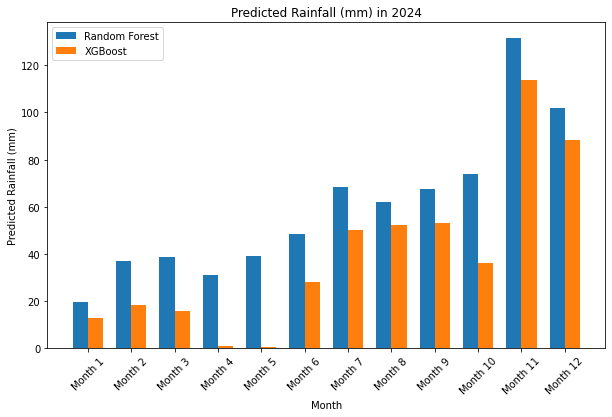 Predicted Rainfall (mm) in 2024
Random Forest
XGBoost
Predicted Rainfall (mm)
120
100
80
60
40
20
0
Month 1
Month 2
Month 3
Month 4
Month 5
Month 6
Month 7
Month 8
Month 9
Month 10
Month 11
Month 12
Month